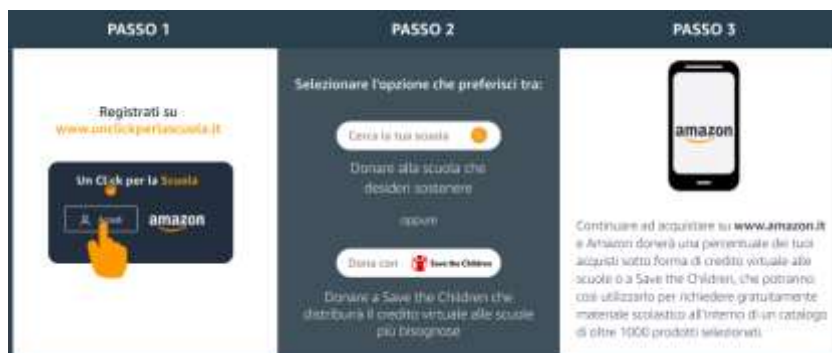 PASSO 1
Registrati su
www.unclickperlascuola.it
Un Click per la Scuola
Accedi
amazon
PASSO 2
Selezionare l'opzione che preferisci tra:
Cerca la tua scuola
Donare alla scuola che
desideri sostenere
oppure
Dona con Save the Children
Donare a Save the Children che
distribuirà il credito virtuale alle scuole
più bisognose
PASSO 3
amazon
Continuare ad acquistare su www.amazon.it
e Amazon donerà una percentuale dei tuoi
acquisti sotto forma di credito virtuale alle
scuole o a Save the Children, che potranno
così utilizzarlo per richiedere gratuitamente
materiale scolastico all'interno di un catalogo
di oltre 1000 prodotti selezionati.